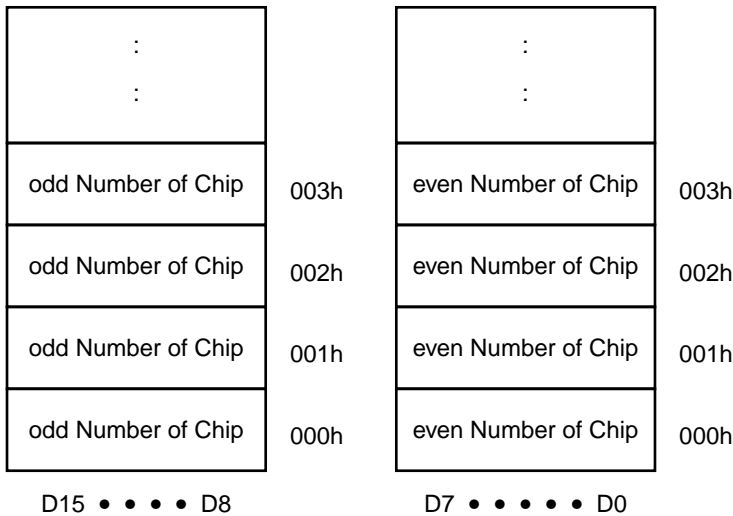 :
:
odd Number of Chip 003h
odd Number of Chip 002h
odd Number of Chip 001h
odd Number of Chip 000h
D15 • • • • D8
:
:
even Number of Chip 003h
even Number of Chip 002h
even Number of Chip 001h
even Number of Chip 000h
D7 • • • • • D0